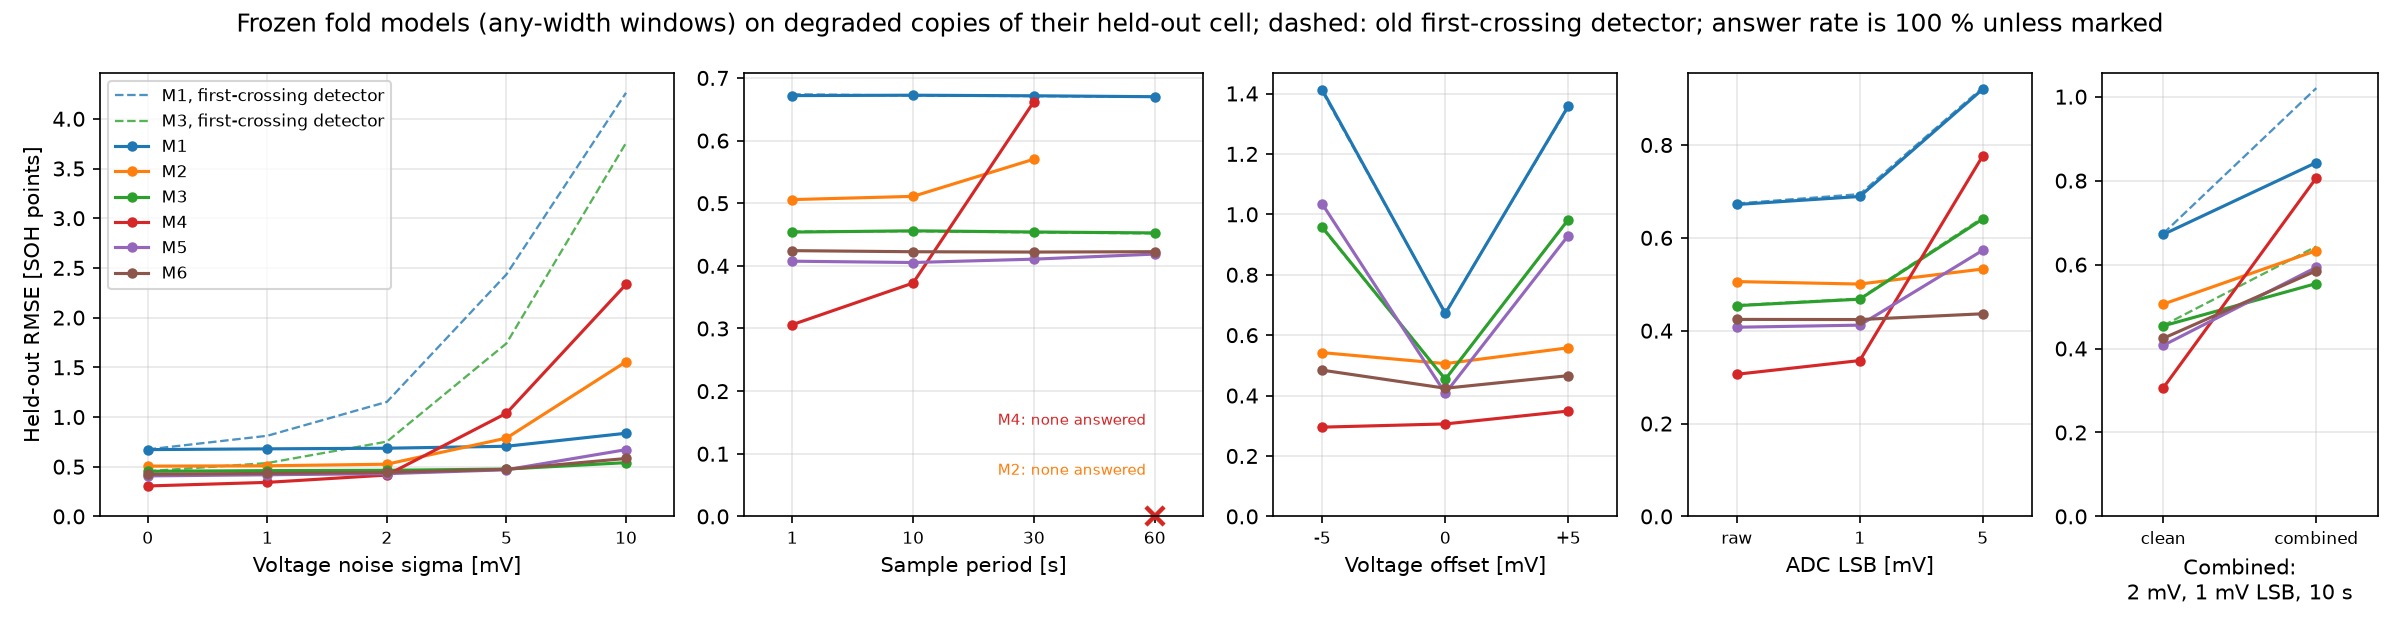 Frozen fold models (any-width windows) on degraded copies of their held-out cell; dashed: old first-crossing detector; answer rate is 100 % unless marked
Held-out RMSE [SOH points]
4.0
3.5
3.0
2.5
2.0
1.5
1.0
0.5
0.0
M1, first-crossing detector
M3, first-crossing detector
M1
M2
M3
M4
M5
M6
0 1 2 5 10
Voltage noise sigma [mV]
0.7
0.6
0.5
0.4
0.3
0.2
0.1
0.0
M4: none answered
M2: none answered
1 10 30 60
Sample period [s]
1.4
1.2
1.0
0.8
0.6
0.4
0.2
0.0
-5 0 +5
Voltage offset [mV]
0.8
0.6
0.4
0.2
0.0
raw 1 5
ADC LSB [mV]
1.0
0.8
0.6
0.4
0.2
0.0
clean combined
Combined:
2 mV, 1 mV LSB, 10 s